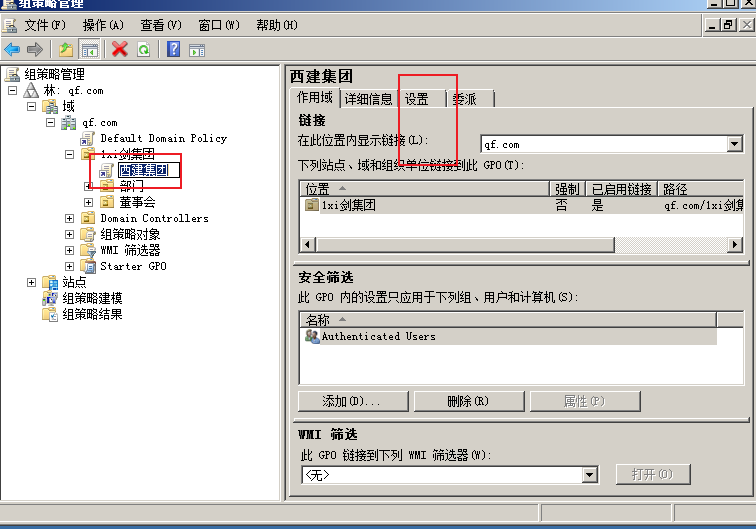 组策略管理
文件(F) 操作(A) 查看(V) 窗口(W) 帮助(H)
组策略管理
林: qf.com
域
qf.com
Default Domain Policy
1xi剑集团
西建集团
部门
董事会
Domain Controllers
组策略对象
WMI 筛选器
Starter GPO
站点
组策略建模
组策略结果
西建集团
作用域 详细信息 设置 委派
链接
在此位置内显示链接(L): qf.com
下列站点、域和组织单位链接到此 GPO(T):
位置 强制 已启用链接 路径
1xi剑集团 否 是 qf.com/1xi剑集
安全筛选
此 GPO 内的设置只应用于下列组、用户和计算机(S):
名称
Authenticated Users
添加(D)... 删除(R) 属性(P)
WMI 筛选
此 GPO 链接到下列 WMI 筛选器(W):
<无> 打开(O)